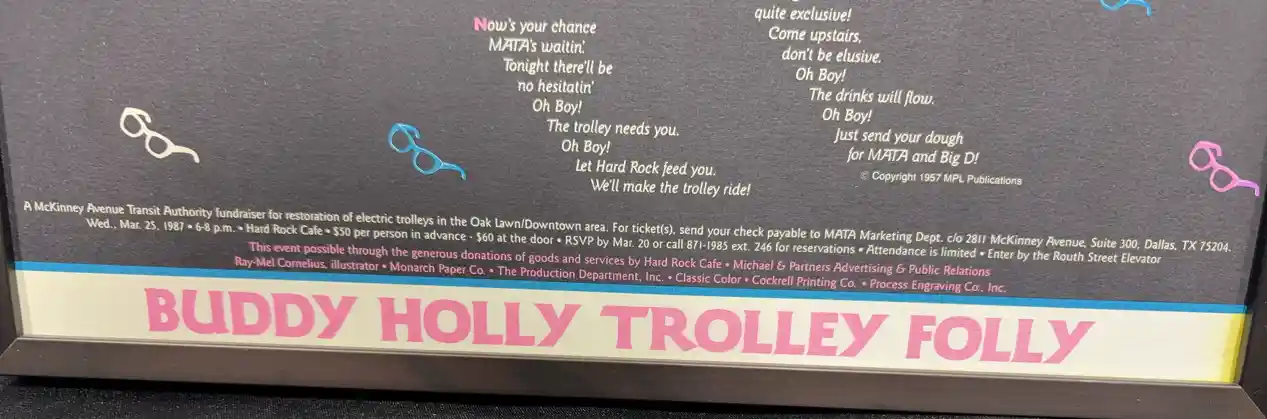 Now's your chance
MATA's waitin'.
Tonight there'll be
no hesitatin'
Oh Boy!
The trolley needs you.
Oh Boy!
Let Hard Rock feed you.
We'll make the trolley ride!
quite exclusive!
Come upstairs,
don't be elusive.
Oh Boy!
The drinks will flow.
Oh Boy!
Just send your dough
for MATA and Big D!
© Copyright 1957 MPL Publications
A McKinney Avenue Transit Authority fundraiser for restoration of electric trolleys in the Oak Lawn/Downtown area. For ticket(s), send your check payable to MATA Marketing Dept. c/o 2811 McKinney Avenue, Suite 300, Dallas, TX 75204.
Wed., Mar. 25, 1987 • 6-8 p.m. • Hard Rock Cafe • $50 per person in advance - $60 at the door • RSVP by Mar. 20 or call 871-1985 ext. 246 for reservations • Attendance is limited • Enter by the Routh Street Elevator
This event possible through the generous donations of goods and services by Hard Rock Cafe • Michael & Partners Advertising & Public Relations
Ray-Mel Cornelius, illustrator • Monarch Paper Co. • The Production Department, Inc. • Classic Color • Cockrell Printing Co. • Process Engraving Co., Inc.
BUDDY HOLLY TROLLEY FOLLY